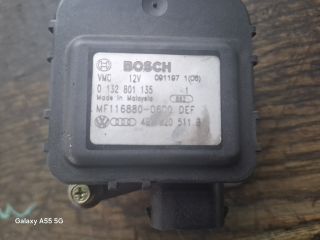 BOSCH
VMC 12V 091197 1(06)
0 132 801 135 1
Made in Malaysia
MF116880-0600 DEF
820 511 B
Galaxy A55 5G